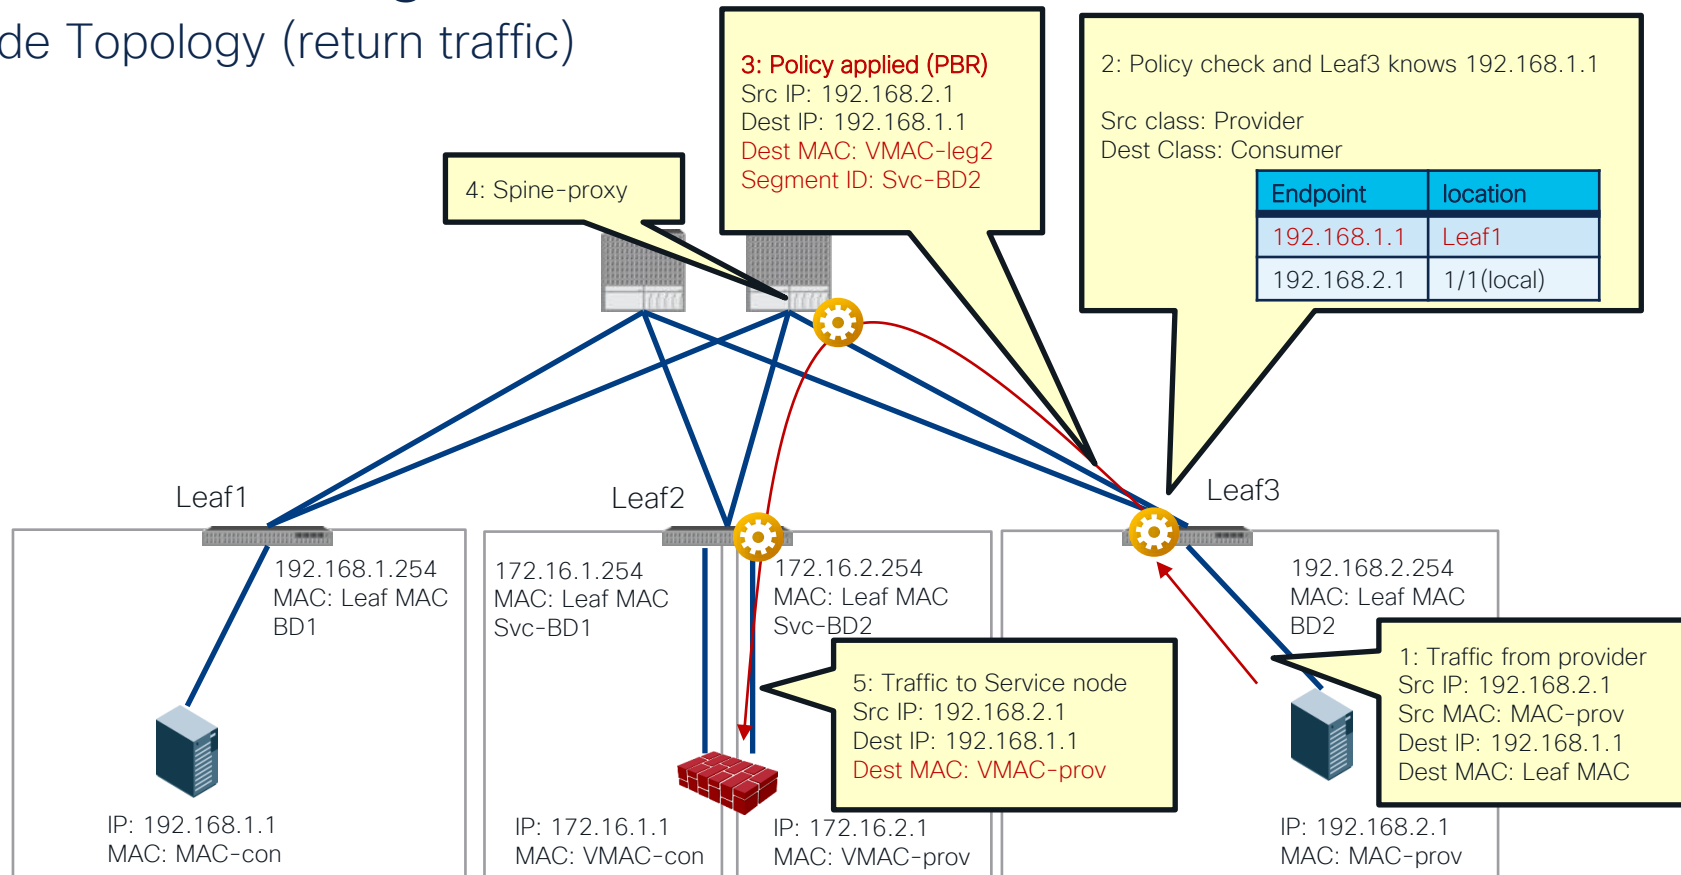 de Topology (return traffic)
3: Policy applied (PBR)
Src IP: 192.168.2.1
Dest IP: 192.168.1.1
Dest MAC: VMAC-leg2
Segment ID: Svc-BD2
2: Policy check and Leaf3 knows 192.168.1.1
Src class: Provider
Dest Class: Consumer
Endpoint location
192.168.1.1 Leaf1
192.168.2.1 1/1(local)
4: Spine-proxy
Leaf1
Leaf2
Leaf3
192.168.1.254
MAC: Leaf MAC
BD1
172.16.1.254
MAC: Leaf MAC
Svc-BD1
172.16.2.254
MAC: Leaf MAC
Svc-BD2
192.168.2.254
MAC: Leaf MAC
BD2
5: Traffic to Service node
Src IP: 192.168.2.1
Dest IP: 192.168.1.1
Dest MAC: VMAC-prov
1: Traffic from provider
Src IP: 192.168.2.1
Src MAC: MAC-prov
Dest IP: 192.168.1.1
Dest MAC: Leaf MAC
IP: 192.168.1.1
MAC: MAC-con
IP: 172.16.1.1
MAC: VMAC-con
IP: 172.16.2.1
MAC: VMAC-prov
IP: 192.168.2.1
MAC: MAC-prov